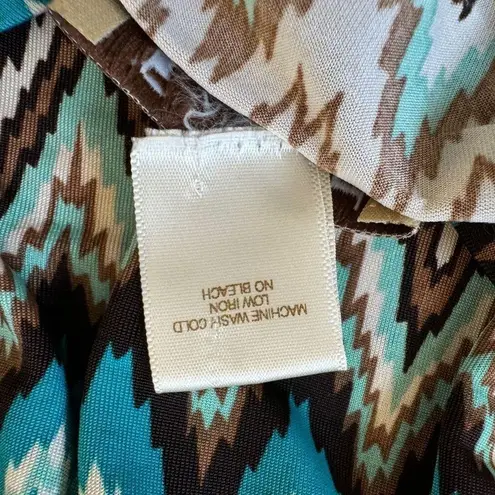 MACHINE WASH COLD
LOW IRON
NO BLEACH